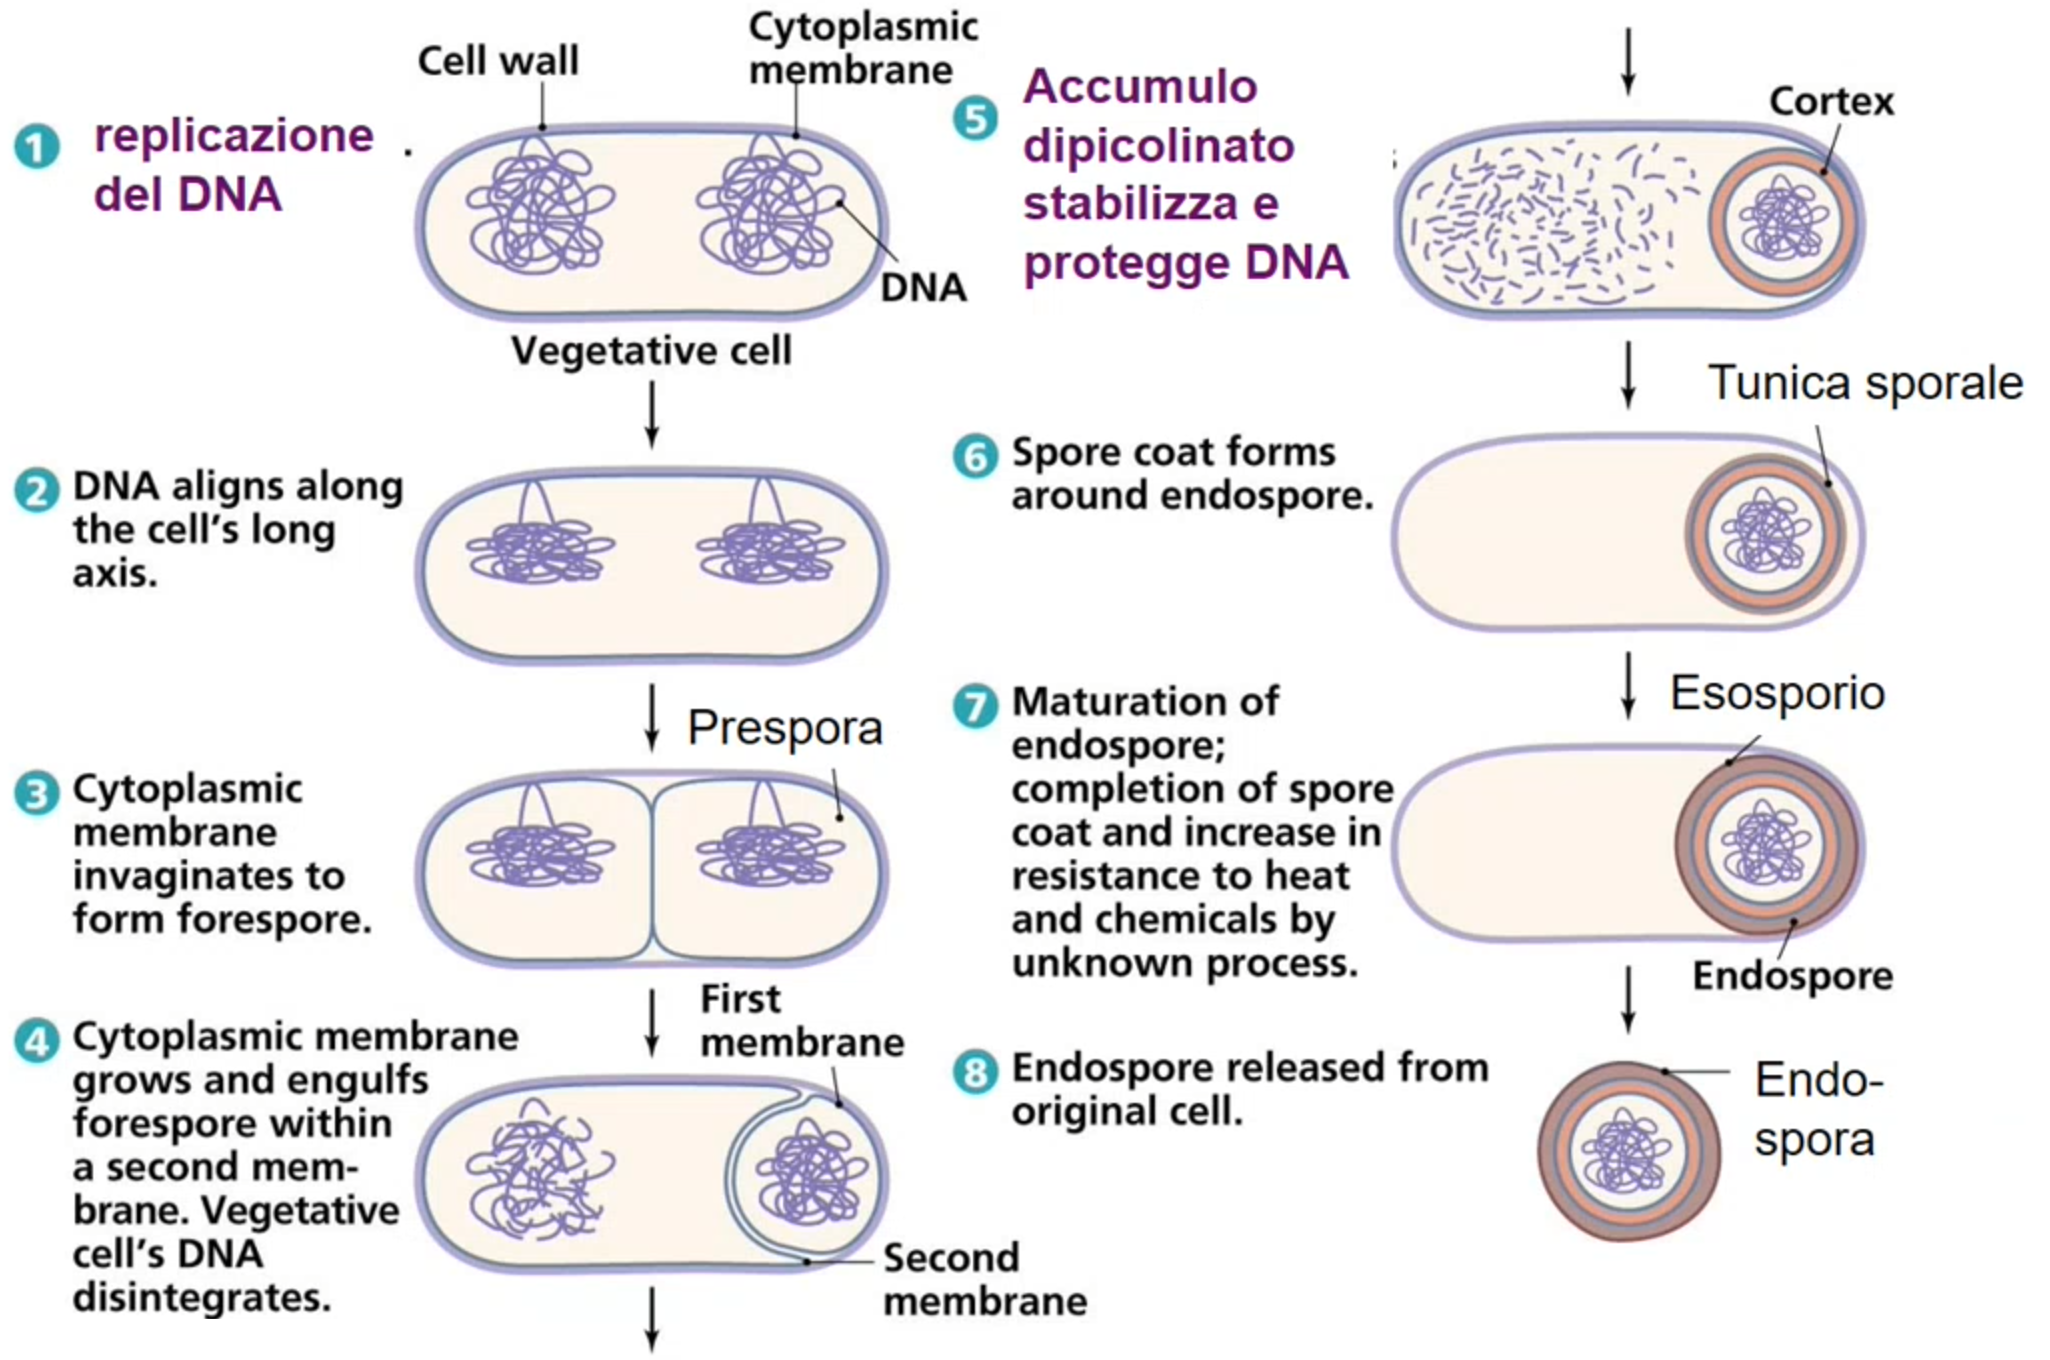 Cell wall
Cytoplasmic
membrane
1 replicazione
del DNA
.
DNA
Vegetative cell
2 DNA aligns along
the cell's long
axis.
Prespora
3 Cytoplasmic
membrane
invaginates to
form forespore.
First
membrane
4 Cytoplasmic membrane
grows and engulfs
forespore within
a second mem-
brane. Vegetative
cell's DNA
disintegrates.
Second
membrane
5 Accumulo
dipicolinato
stabilizza e
protegge DNA
Cortex
Tunica sporale
6 Spore coat forms
around endospore.
Esosporio
7 Maturation of
endospore;
completion of spore
coat and increase in
resistance to heat
and chemicals by
unknown process.
Endospore
8 Endospore released from
original cell.
Endo-
spora